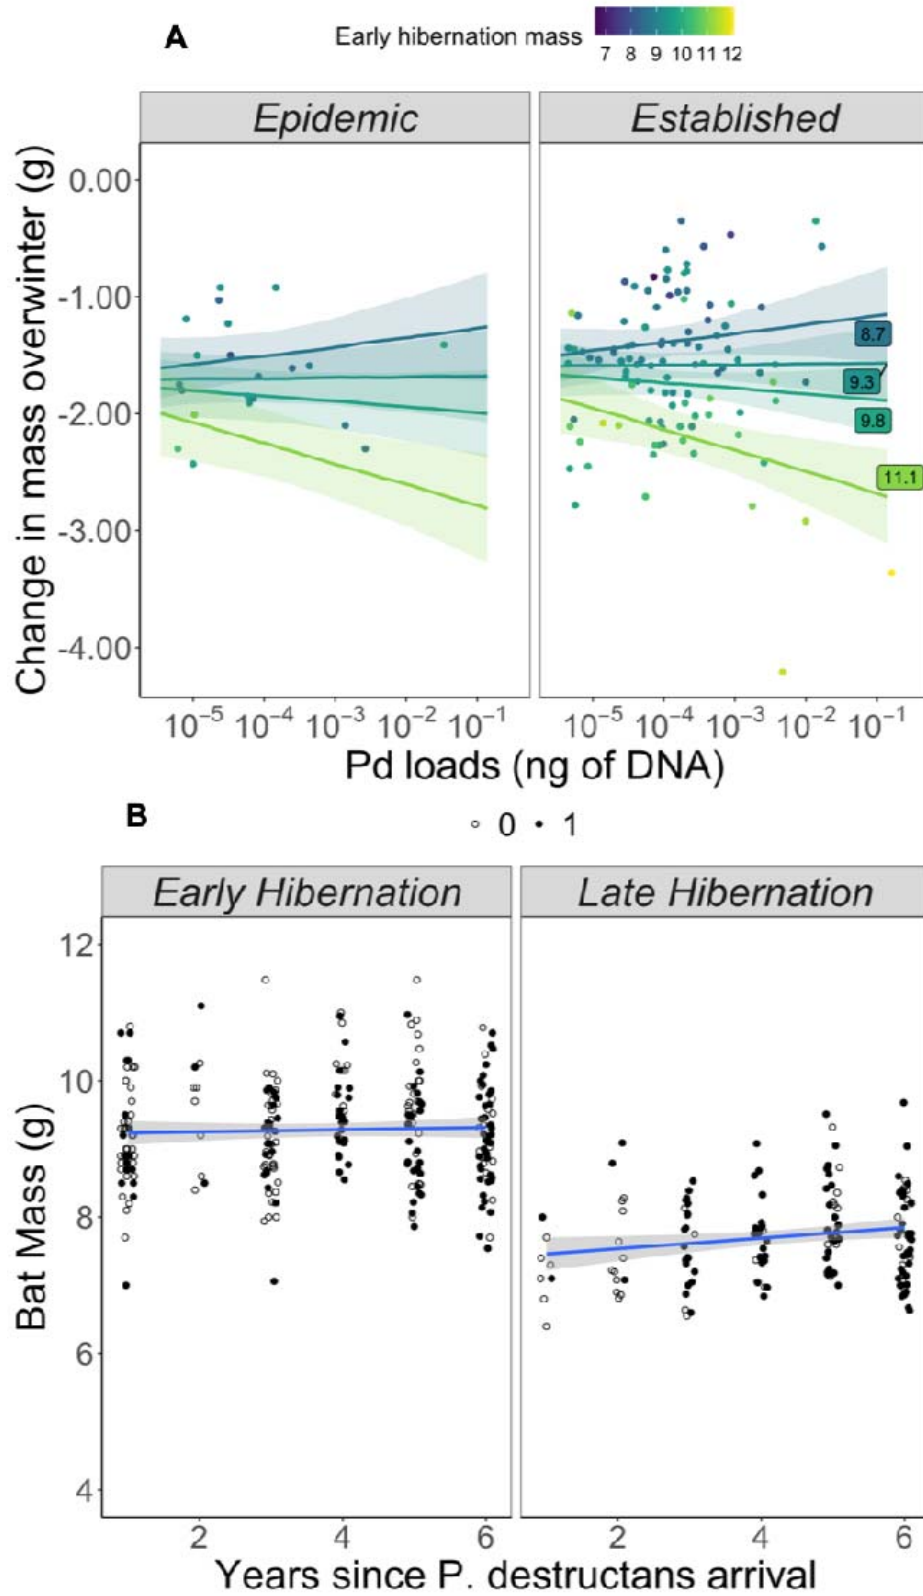 A
Early hibernation mass
7 8 9 10 11 12
Epidemic
Established
Change in mass overwinter (g)
0.00
-1.00
-2.00
-3.00
-4.00
8.7
9.3
9.8
11.1
10⁻⁵ 10⁻⁴ 10⁻³ 10⁻² 10⁻¹
10⁻⁵ 10⁻⁴ 10⁻³ 10⁻² 10⁻¹
Pd loads (ng of DNA)
B
0 1
Early Hibernation
Late Hibernation
Bat Mass (g)
12
10
8
6
4
2 4 6
2 4 6
Years since P. destructans arrival